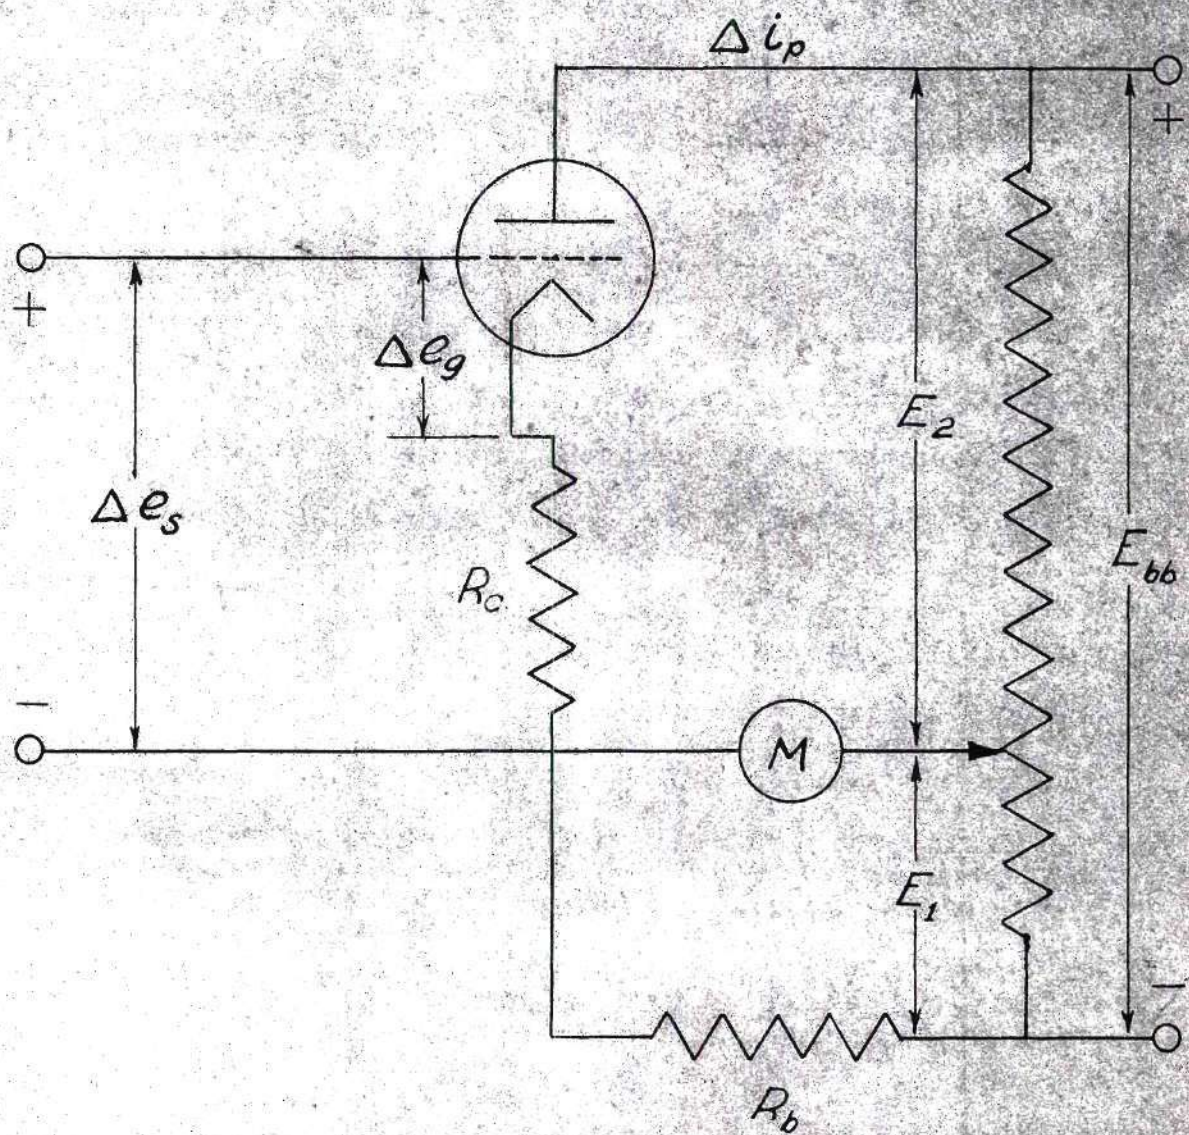 Δ i_p
+
+
Δ e_g
E_2
Δ e_s
E_bb
R_c
−
M
E_1
−
R_b